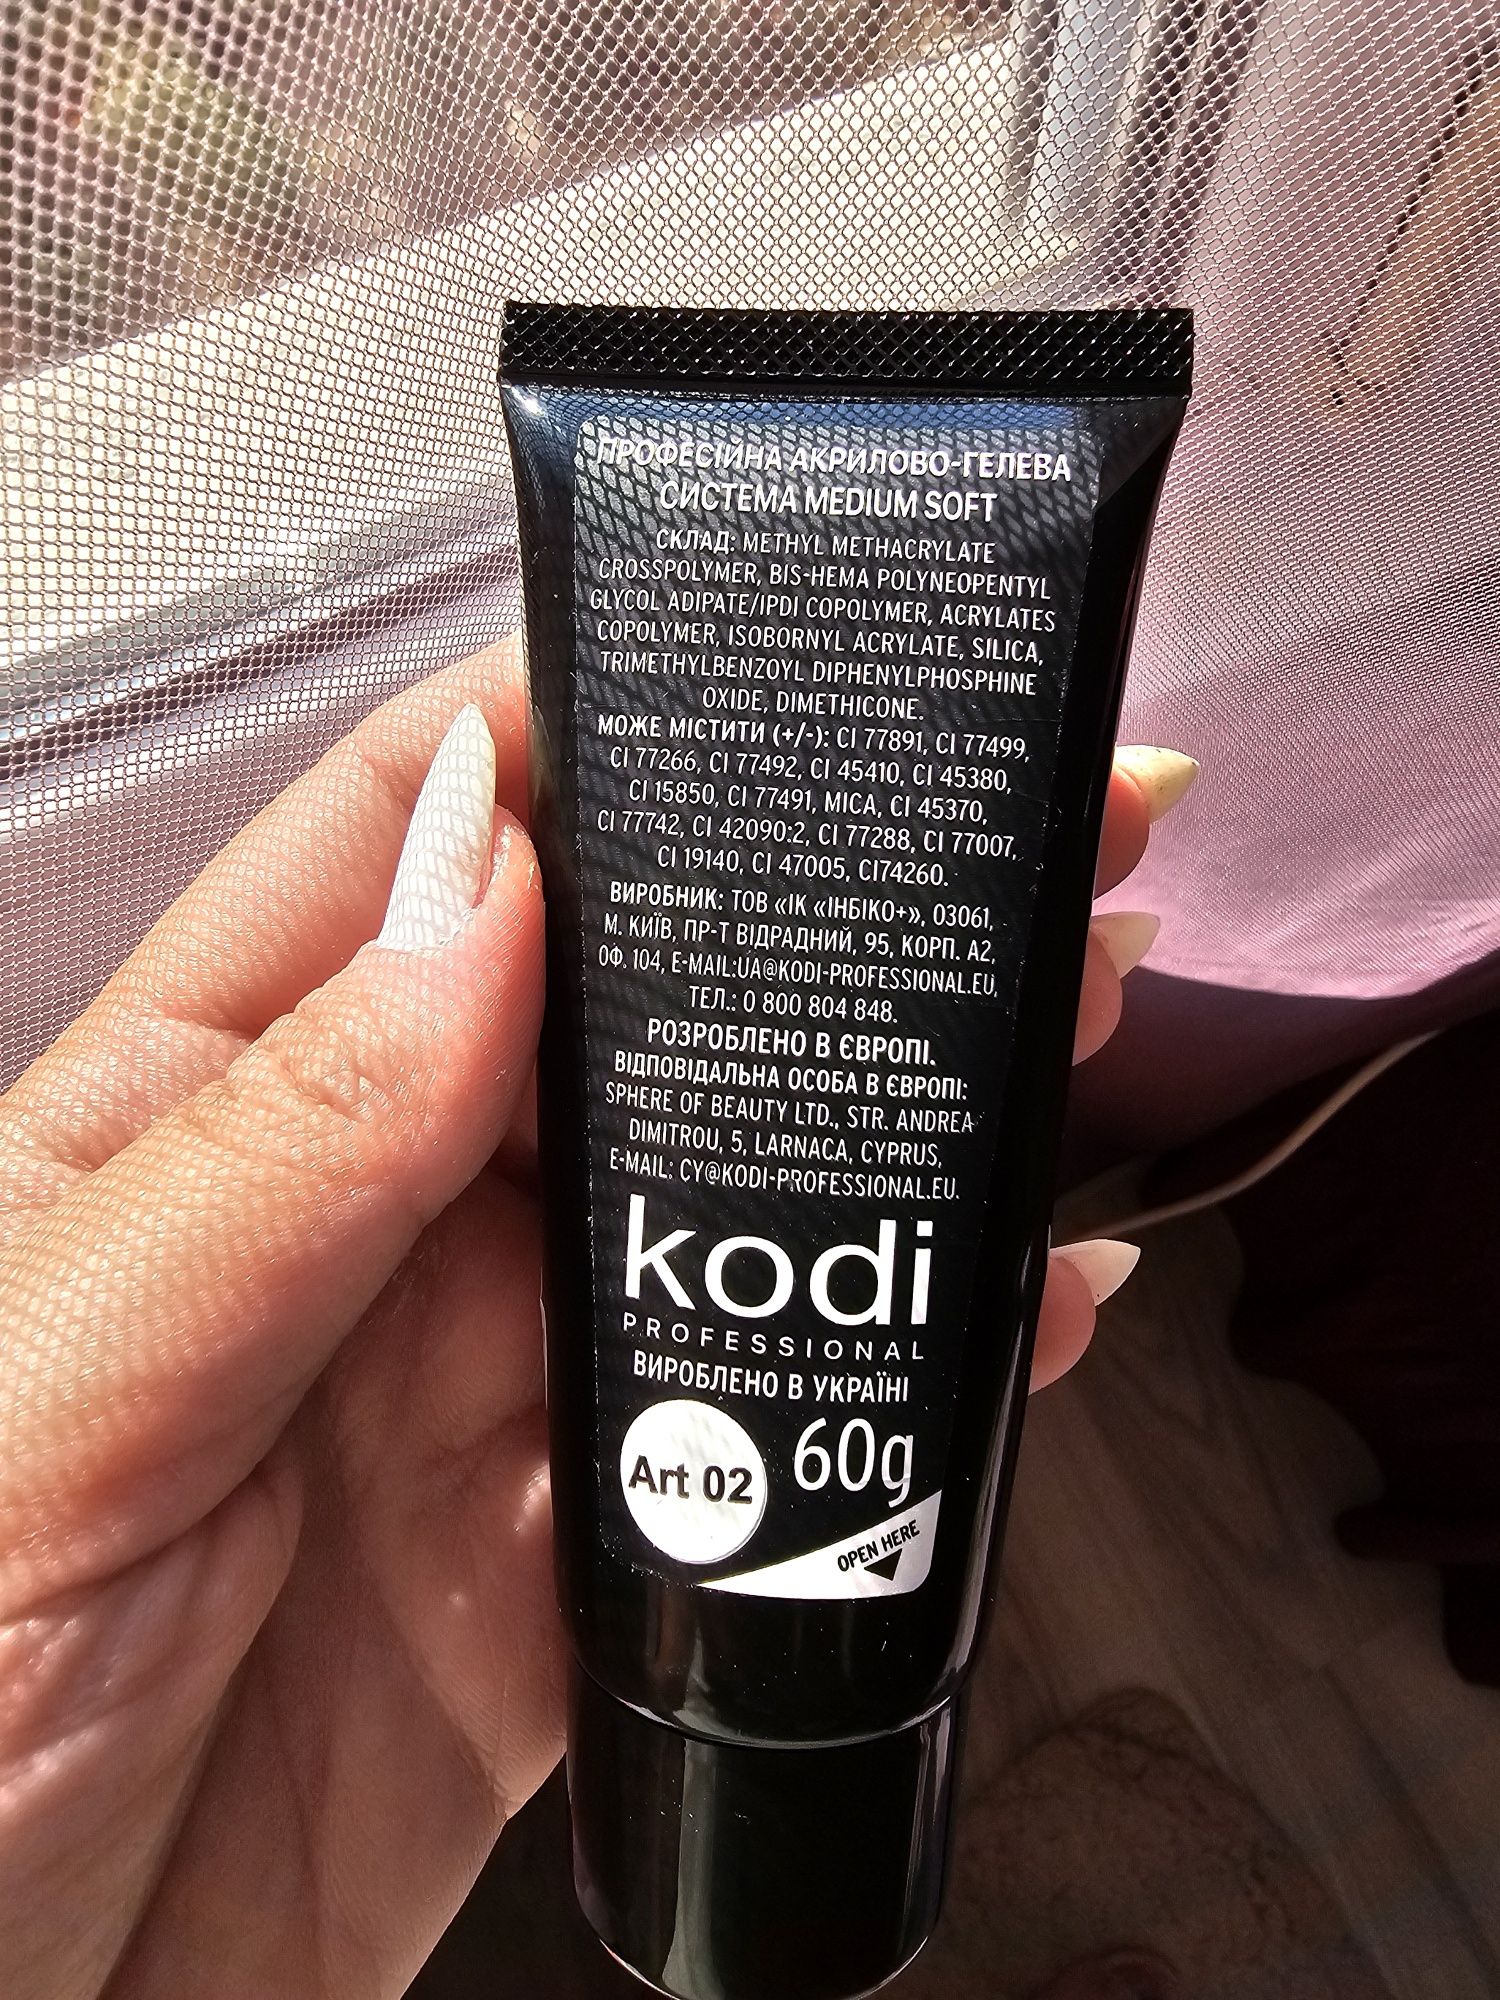 ПРОФЕСІЙНА АКРИЛОВО-ГЕЛЕВА
СИСТЕМА MEDIUM SOFT
СКЛАД: METHYL METHACRYLATE
CROSSPOLYMER, BIS-HEMA POLYNEOPENTYL
GLYCOL ADIPATE/IPDI COPOLYMER, ACRYLATES
COPOLYMER, ISOBORNYL ACRYLATE, SILICA,
TRIMETHYLBENZOYL DIPHENYLPHOSPHINE
OXIDE, DIMETHICONE.
МОЖЕ МІСТИТИ (+/-): CI 77891, CI 77499,
CI 77266, CI 77492, CI 45410, CI 45380,
CI 15850, CI 77491, MICA, CI 45370,
CI 77742, CI 42090:2, CI 77288, CI 77007,
CI 19140, CI 47005, CI74260.
ВИРОБНИК: ТОВ «ІК «ІНБІКО+», 03061,
М. КИЇВ, ПР-Т ВІДРАДНИЙ, 95, КОРП. А2,
ОФ. 104, E-MAIL:UA@KODI-PROFESSIONAL.EU,
ТЕЛ.: 0 800 804 848.
РОЗРОБЛЕНО В ЄВРОПІ.
ВІДПОВІДАЛЬНА ОСОБА В ЄВРОПІ:
SPHERE OF BEAUTY LTD., STR. ANDREA
DIMITROU, 5, LARNACA, CYPRUS,
E-MAIL: CY@KODI-PROFESSIONAL.EU.
kodi
PROFESSIONAL
ВИРОБЛЕНО В УКРАЇНІ
Art 02 60g
OPEN HERE